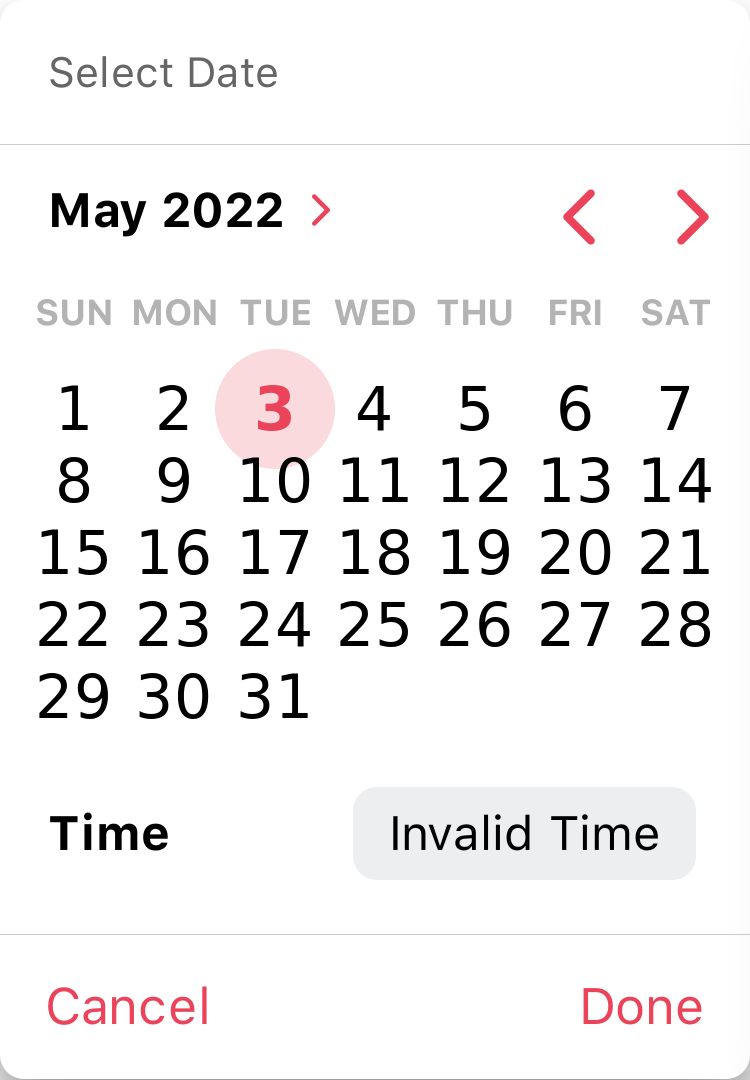 Select Date
May 2022
SUN MON TUE WED THU FRI SAT
1 2 3 4 5 6 7
8 9 10 11 12 13 14
15 16 17 18 19 20 21
22 23 24 25 26 27 28
29 30 31
Time Invalid Time
Cancel Done